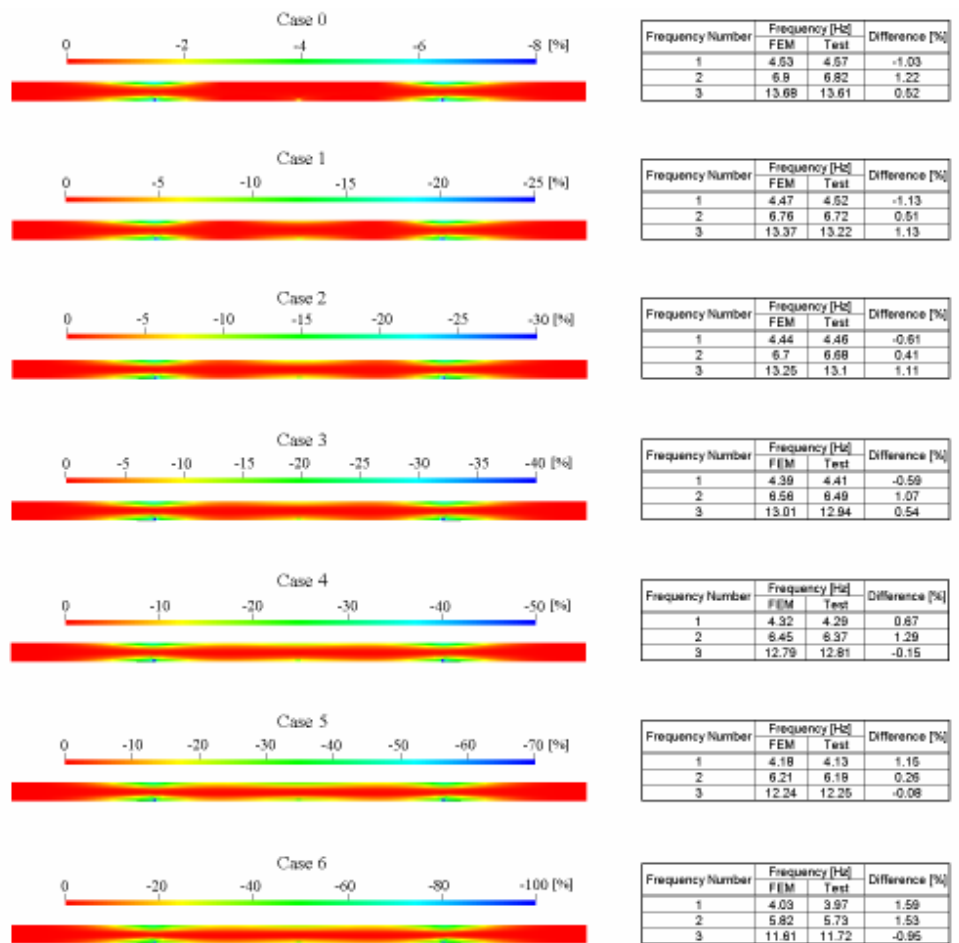 Case 0
0 -2 -4 -6 -8 [%]
Frequency Number Frequency [Hz] Difference [%]
FEM Test
1 4.53 4.57 -1.03
2 6.9 6.82 1.22
3 13.68 13.61 0.52
Case 1
0 -5 -10 -15 -20 -25 [%]
Frequency Number Frequency [Hz] Difference [%]
FEM Test
1 4.47 4.52 -1.13
2 6.76 6.72 0.51
3 13.37 13.22 1.13
Case 2
0 -5 -10 -15 -20 -25 -30 [%]
Frequency Number Frequency [Hz] Difference [%]
FEM Test
1 4.44 4.46 -0.61
2 6.7 6.68 0.41
3 13.25 13.1 1.11
Case 3
0 -5 -10 -15 -20 -25 -30 -35 -40 [%]
Frequency Number Frequency [Hz] Difference [%]
FEM Test
1 4.39 4.41 -0.59
2 6.56 6.49 1.07
3 13.01 12.94 0.54
Case 4
0 -10 -20 -30 -40 -50 [%]
Frequency Number Frequency [Hz] Difference [%]
FEM Test
1 4.32 4.29 0.67
2 6.45 6.37 1.29
3 12.79 12.81 -0.15
Case 5
0 -10 -20 -30 -40 -50 -60 -70 [%]
Frequency Number Frequency [Hz] Difference [%]
FEM Test
1 4.18 4.13 1.15
2 6.21 6.19 0.26
3 12.24 12.25 -0.08
Case 6
0 -20 -40 -60 -80 -100 [%]
Frequency Number Frequency [Hz] Difference [%]
FEM Test
1 4.03 3.97 1.59
2 5.82 5.73 1.53
3 11.61 11.72 -0.95